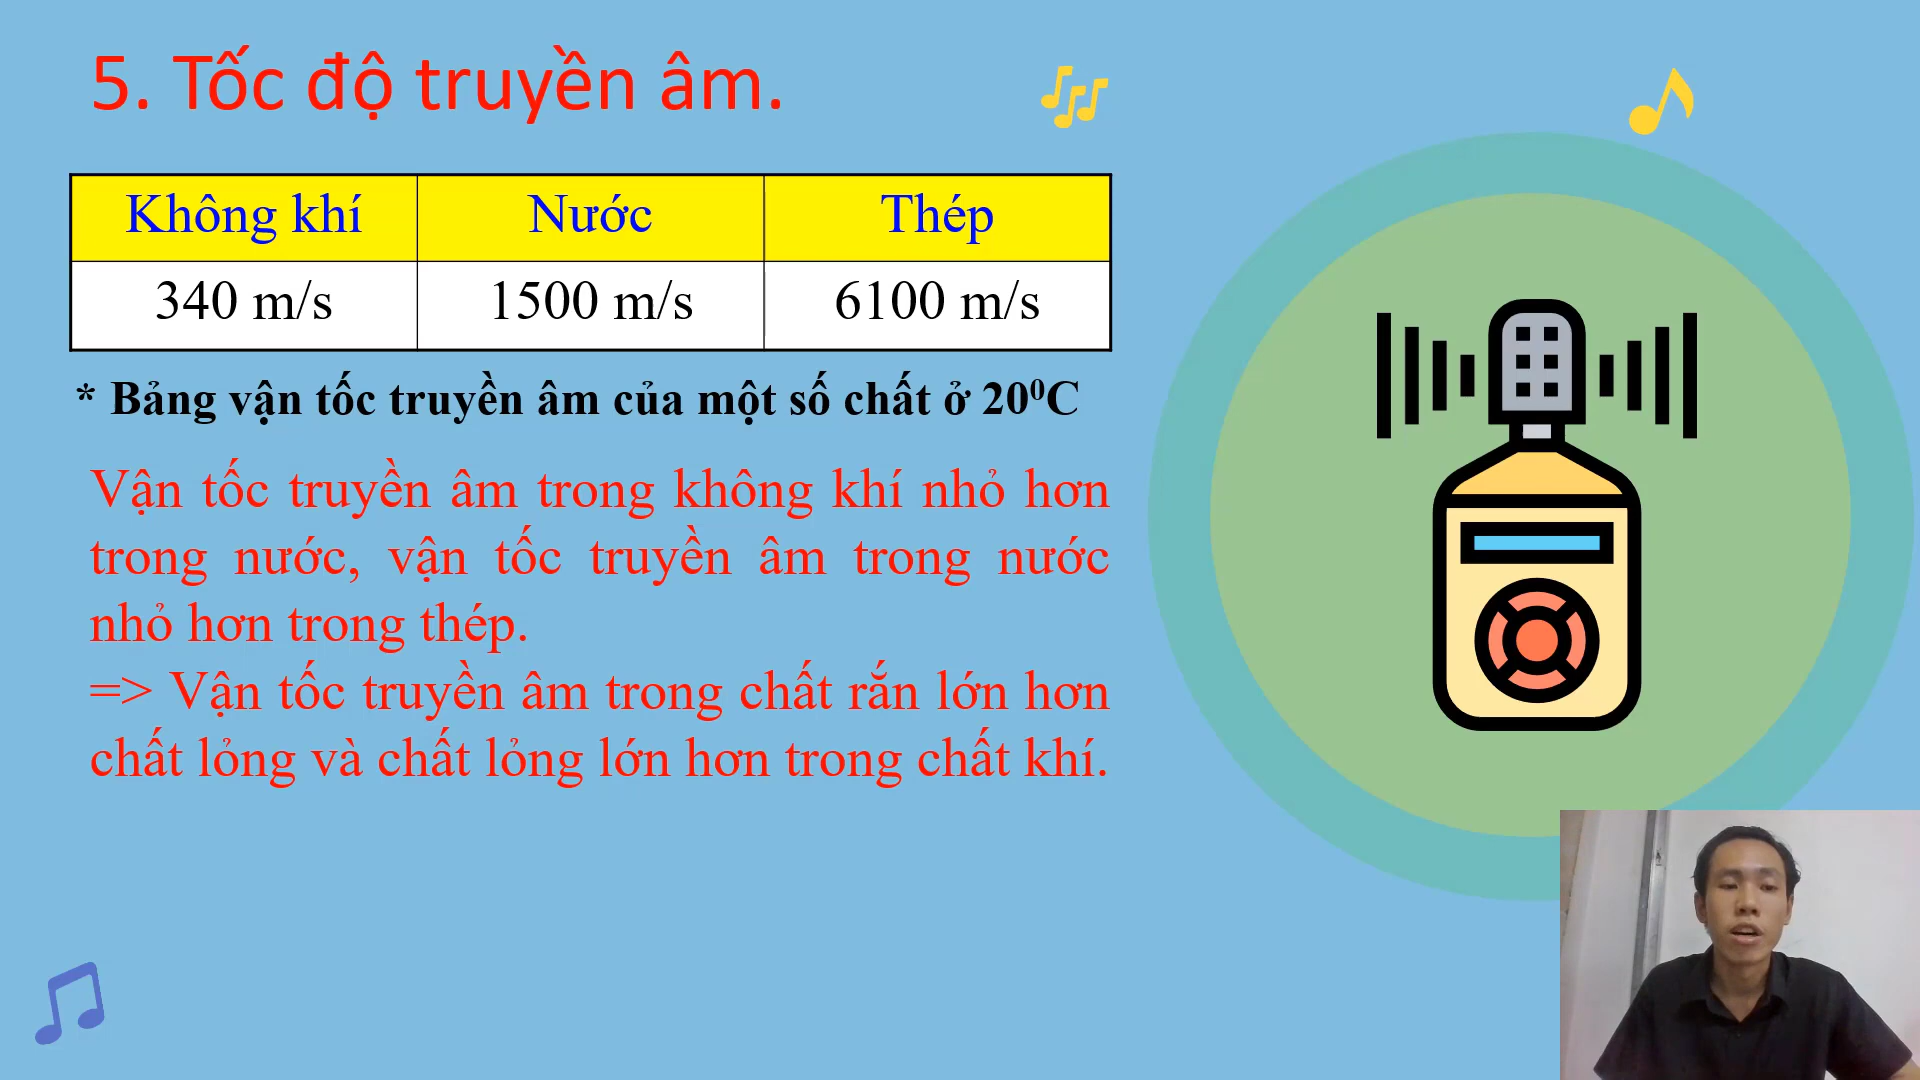 5. Tốc độ truyền âm.
Không khí Nước Thép
340 m/s 1500 m/s 6100 m/s
* Bảng vận tốc truyền âm của một số chất ở 20⁰C
Vận tốc truyền âm trong không khí nhỏ hơn
trong nước, vận tốc truyền âm trong nước
nhỏ hơn trong thép.
=> Vận tốc truyền âm trong chất rắn lớn hơn
chất lỏng và chất lỏng lớn hơn trong chất khí.